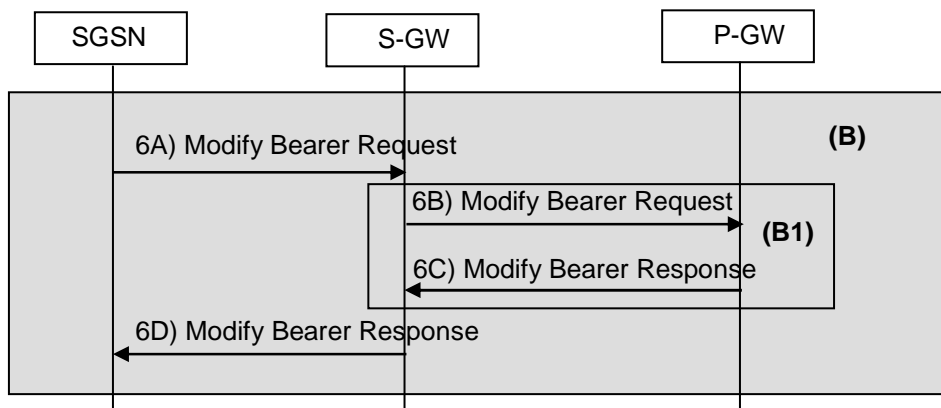 SGSN
S-GW
P-GW
(B)
6A) Modify Bearer Request
6B) Modify Bearer Request
(B1)
6C) Modify Bearer Response
6D) Modify Bearer Response